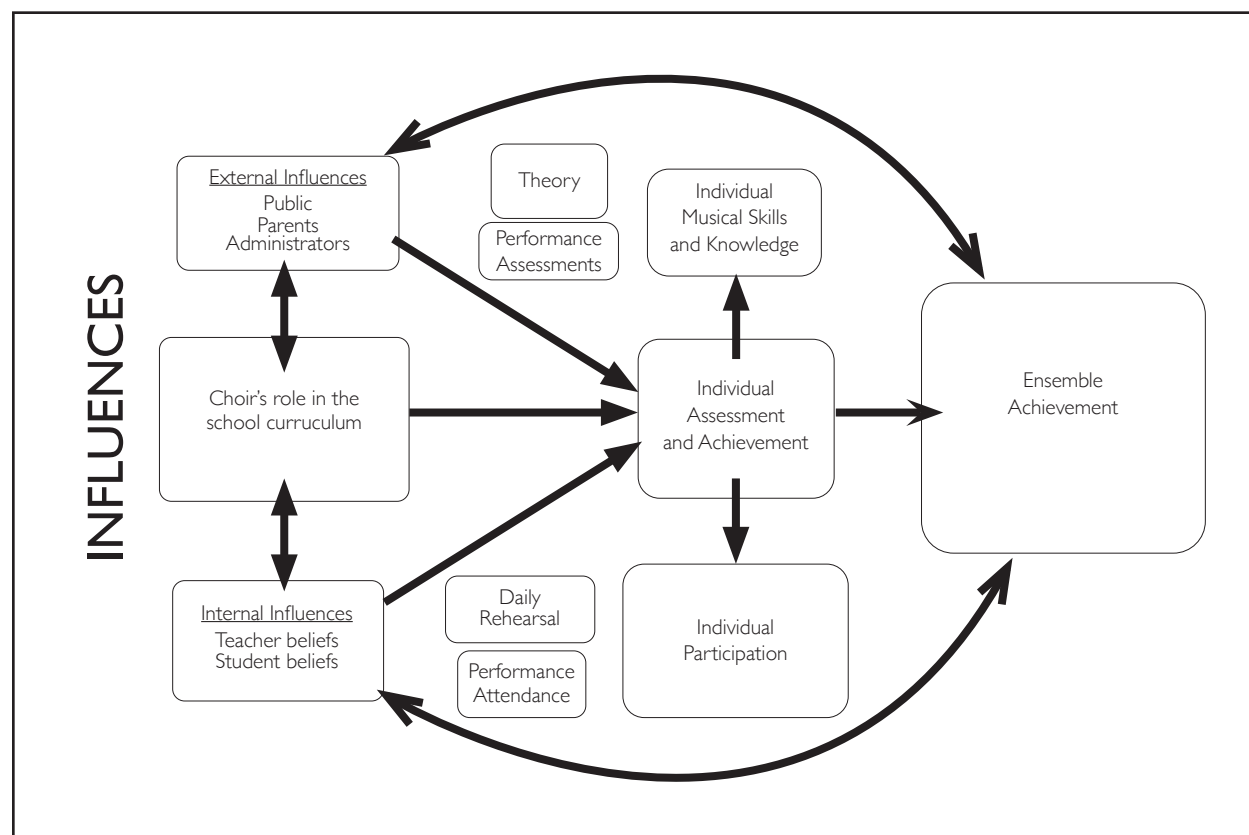 INFLUENCES
External Influences
Public
Parents
Administrators
Choir's role in the
school curruculum
Internal Influences
Teacher beliefs
Student beliefs
Theory
Performance
Assessments
Daily
Rehearsal
Performance
Attendance
Individual
Musical Skills
and Knowledge
Individual
Assessment
and Achievement
Individual
Participation
Ensemble
Achievement